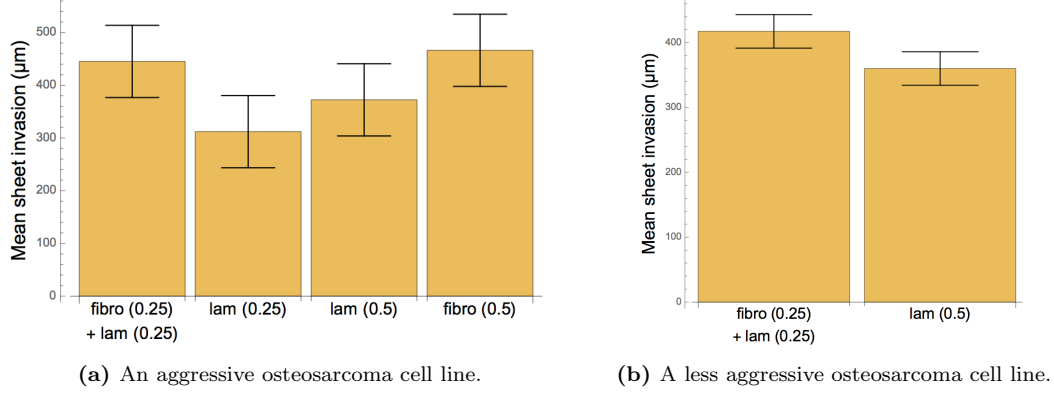 Mean sheet invasion (μm)
500
400
300
200
100
0
fibro (0.25)
+ lam (0.25)
lam (0.25)
lam (0.5)
fibro (0.5)
(a) An aggressive osteosarcoma cell line.
Mean sheet invasion (μm)
400
300
200
100
0
fibro (0.25)
+ lam (0.25)
lam (0.5)
(b) A less aggressive osteosarcoma cell line.